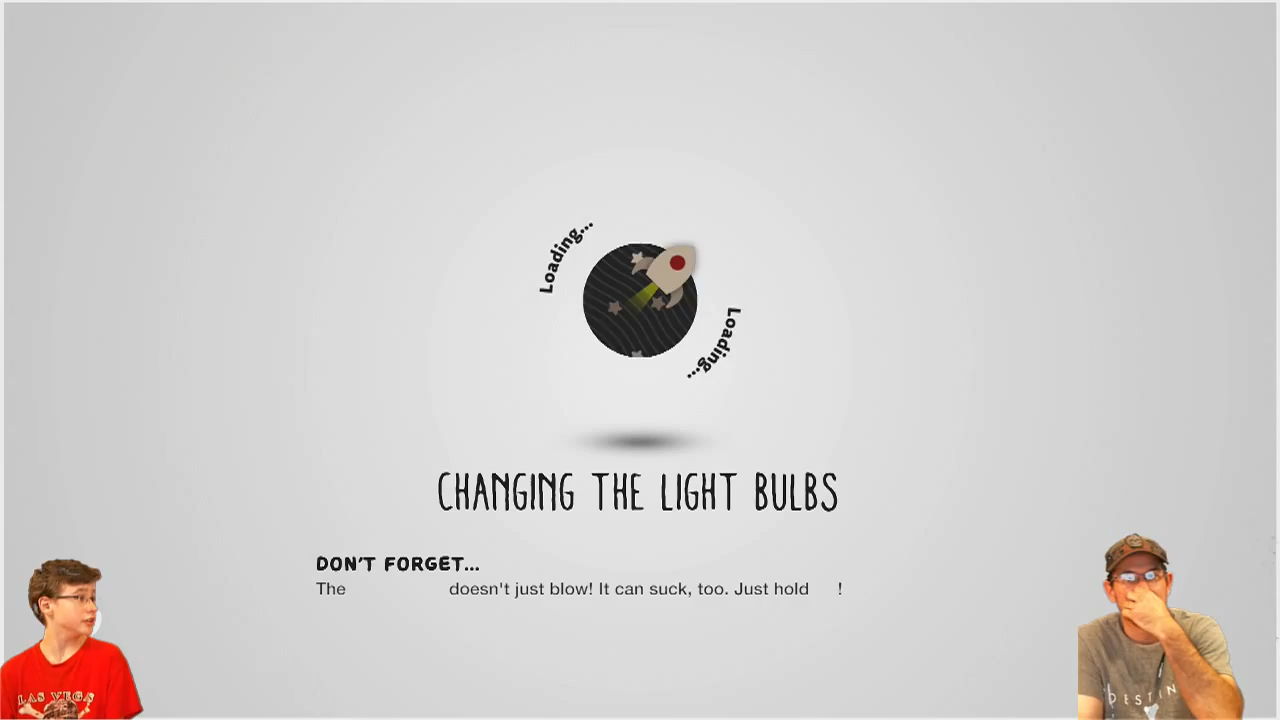 Loading...
Loading...
CHANGING THE LIGHT BULBS
DON'T FORGET...
The doesn't just blow! It can suck, too. Just hold !
LAS VEGAS
DESTIN